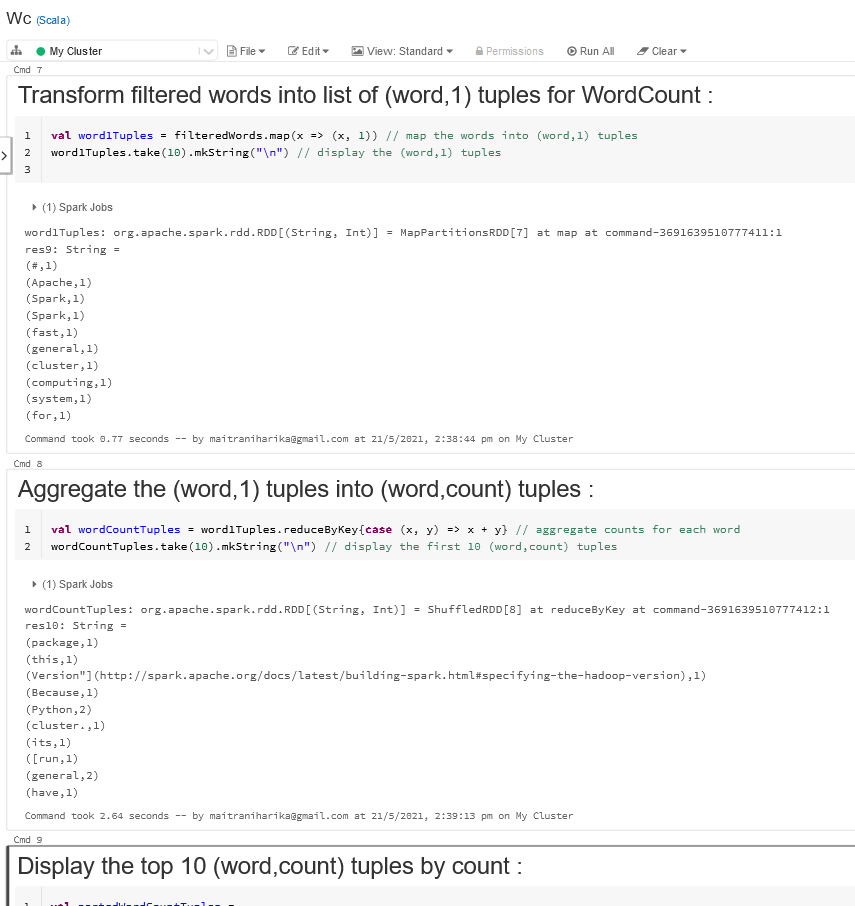 Wc (Scala)
My Cluster File Edit View: Standard Permissions Run All Clear
Cmd 7
Transform filtered words into list of (word,1) tuples for WordCount :
1 val word1Tuples = filteredWords.map(x => (x, 1)) // map the words into (word,1) tuples
2 word1Tuples.take(10).mkString("\n") // display the (word,1) tuples
3
(1) Spark Jobs
word1Tuples: org.apache.spark.rdd.RDD[(String, Int)] = MapPartitionsRDD[7] at map at command-3691639510777411:1
res9: String =
(#,1)
(Apache,1)
(Spark,1)
(Spark,1)
(fast,1)
(general,1)
(cluster,1)
(computing,1)
(system,1)
(for,1)
Command took 0.77 seconds -- by maitraniharika@gmail.com at 21/5/2021, 2:38:44 pm on My Cluster
Cmd 8
Aggregate the (word,1) tuples into (word,count) tuples :
1 val wordCountTuples = word1Tuples.reduceByKey{case (x, y) => x + y} // aggregate counts for each word
2 wordCountTuples.take(10).mkString("\n") // display the first 10 (word,count) tuples
(1) Spark Jobs
wordCountTuples: org.apache.spark.rdd.RDD[(String, Int)] = ShuffledRDD[8] at reduceByKey at command-3691639510777412:1
res10: String =
(package,1)
(this,1)
(Version"](http://spark.apache.org/docs/latest/building-spark.html#specifying-the-hadoop-version),1)
(Because,1)
(Python,2)
(cluster.,1)
(its,1)
([run,1)
(general,2)
(have,1)
Command took 2.64 seconds -- by maitraniharika@gmail.com at 21/5/2021, 2:39:13 pm on My Cluster
Cmd 9
Display the top 10 (word,count) tuples by count :
1 val sortedWordCountTuples =